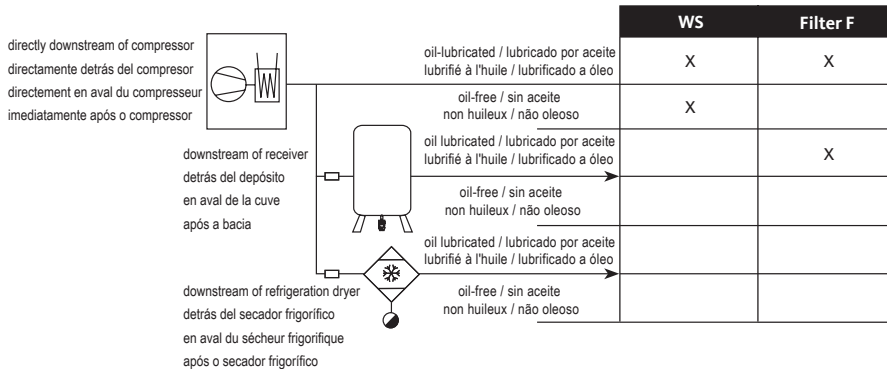 WS Filter F
directly downstream of compressor
directamente detrás del compresor
directement en aval du compresseur
imediatamente após o compressor
oil-lubricated / lubricado por aceite
lubrifié à l'huile / lubrificado a óleo
X X
oil-free / sin aceite
non huileux / não oleoso
X
downstream of receiver
detrás del depósito
en aval de la cuve
após a bacia
oil lubricated / lubricado por aceite
lubrifié à l'huile / lubrificado a óleo
X
oil-free / sin aceite
non huileux / não oleoso
downstream of refrigeration dryer
detrás del secador frigorífico
en aval du sécheur frigorifique
após o secador frigorífico
oil lubricated / lubricado por aceite
lubrifié à l'huile / lubrificado a óleo
oil-free / sin aceite
non huileux / não oleoso